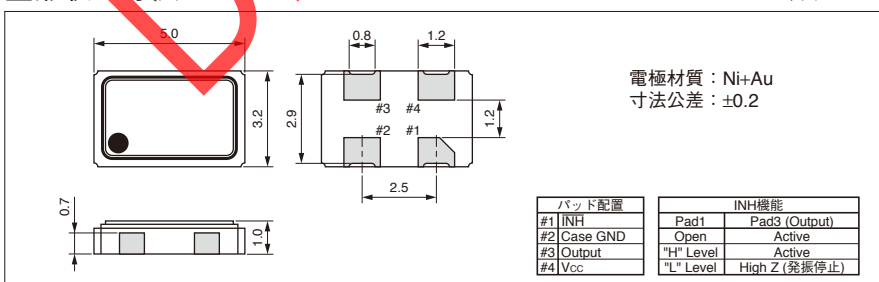 5.0
3.2
0.7
1.0
0.8
1.2
#3 #4
#2 #1
2.9
1.2
2.5
電極材質：Ni+Au
寸法公差：±0.2
パッド配置
#1 INH
#2 Case GND
#3 Output
#4 Vcc
INH機能
Pad1 Pad3 (Output)
Open Active
"H" Level Active
"L" Level High Z (発振停止)